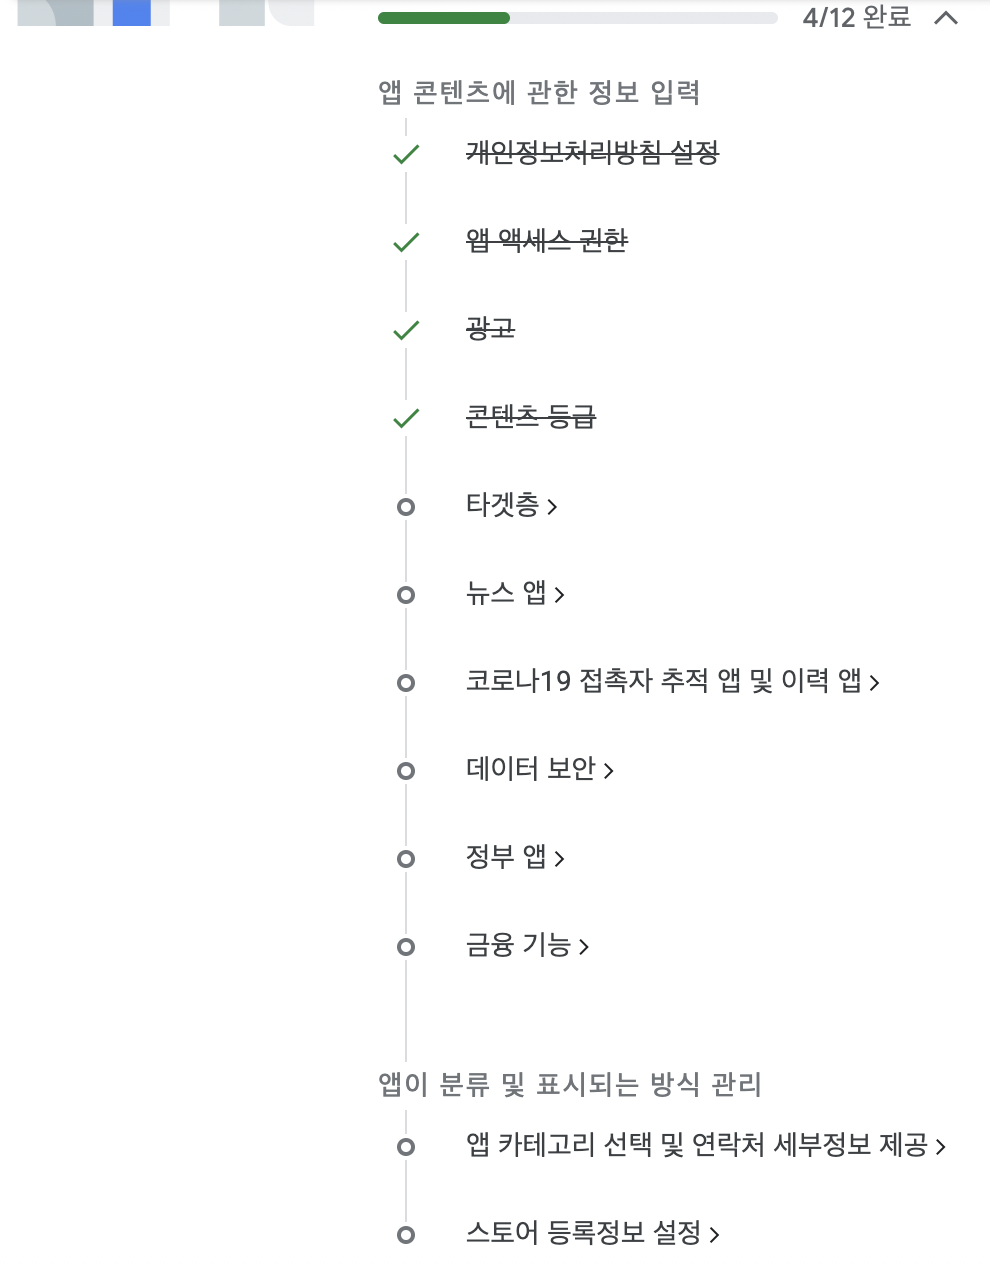 4/12 완료
앱 콘텐츠에 관한 정보 입력
개인정보처리방침 설정
앱 액세스 권한
광고
콘텐츠 등급
타겟층
뉴스 앱
코로나19 접촉자 추적 앱 및 이력 앱
데이터 보안
정부 앱
금융 기능
앱이 분류 및 표시되는 방식 관리
앱 카테고리 선택 및 연락처 세부정보 제공
스토어 등록정보 설정